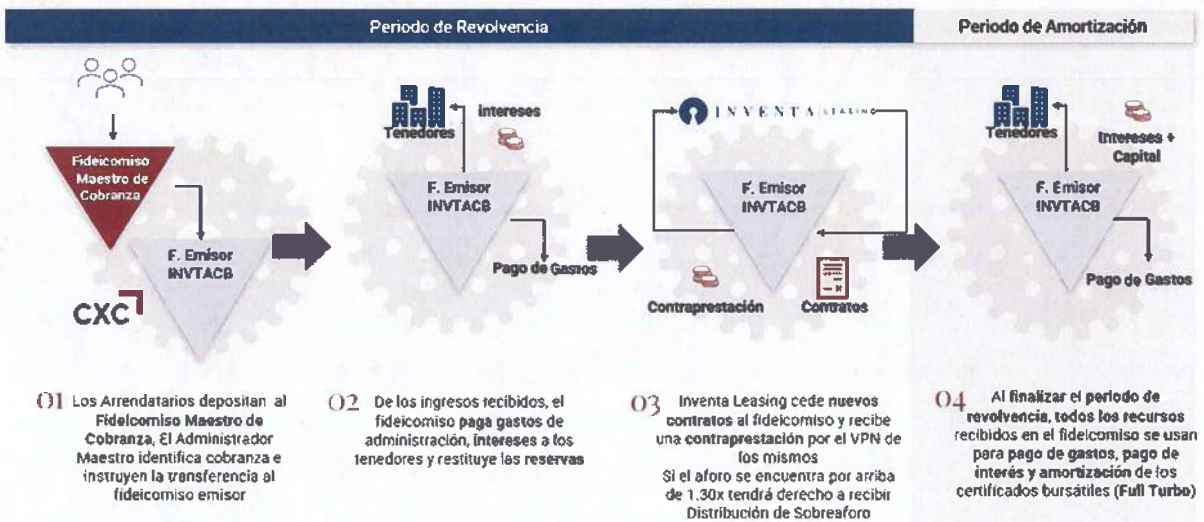 Periodo de Revolvencia
Periodo de Amortización
Fideicomiso
Maestro de
Cobranza
F. Emisor
INVTACB
CXC
Tenedores
Intereses
F. Emisor
INVTACB
Pago de Gastos
INVENTA LEASING
F. Emisor
INVTACB
Contraprestación
Contratos
Tenedores
Intereses +
Capital
F. Emisor
INVTACB
Pago de Gastos
01 Los Arrendatarios depositan al
Fideicomiso Maestro de
Cobranza, El Administrador
Maestro identifica cobranza e
instruyen la transferencia al
fideicomiso emisor
02 De los ingresos recibidos, el
fideicomiso paga gastos de
administración, intereses a los
tenedores y restituye las reservas
03 Inventa Leasing cede nuevos
contratos al fideicomiso y recibe
una contraprestación por el VPN de
los mismos
Si el aforo se encuentra por arriba
de 1.30x tendrá derecho a recibir
Distribución de Sobreaforo
04 Al finalizar el periodo de
revolvencia, todos los recursos
recibidos en el fideicomiso se usan
para pago de gastos, pago de
interés y amortización de los
certificados bursátiles (Full Turbo)